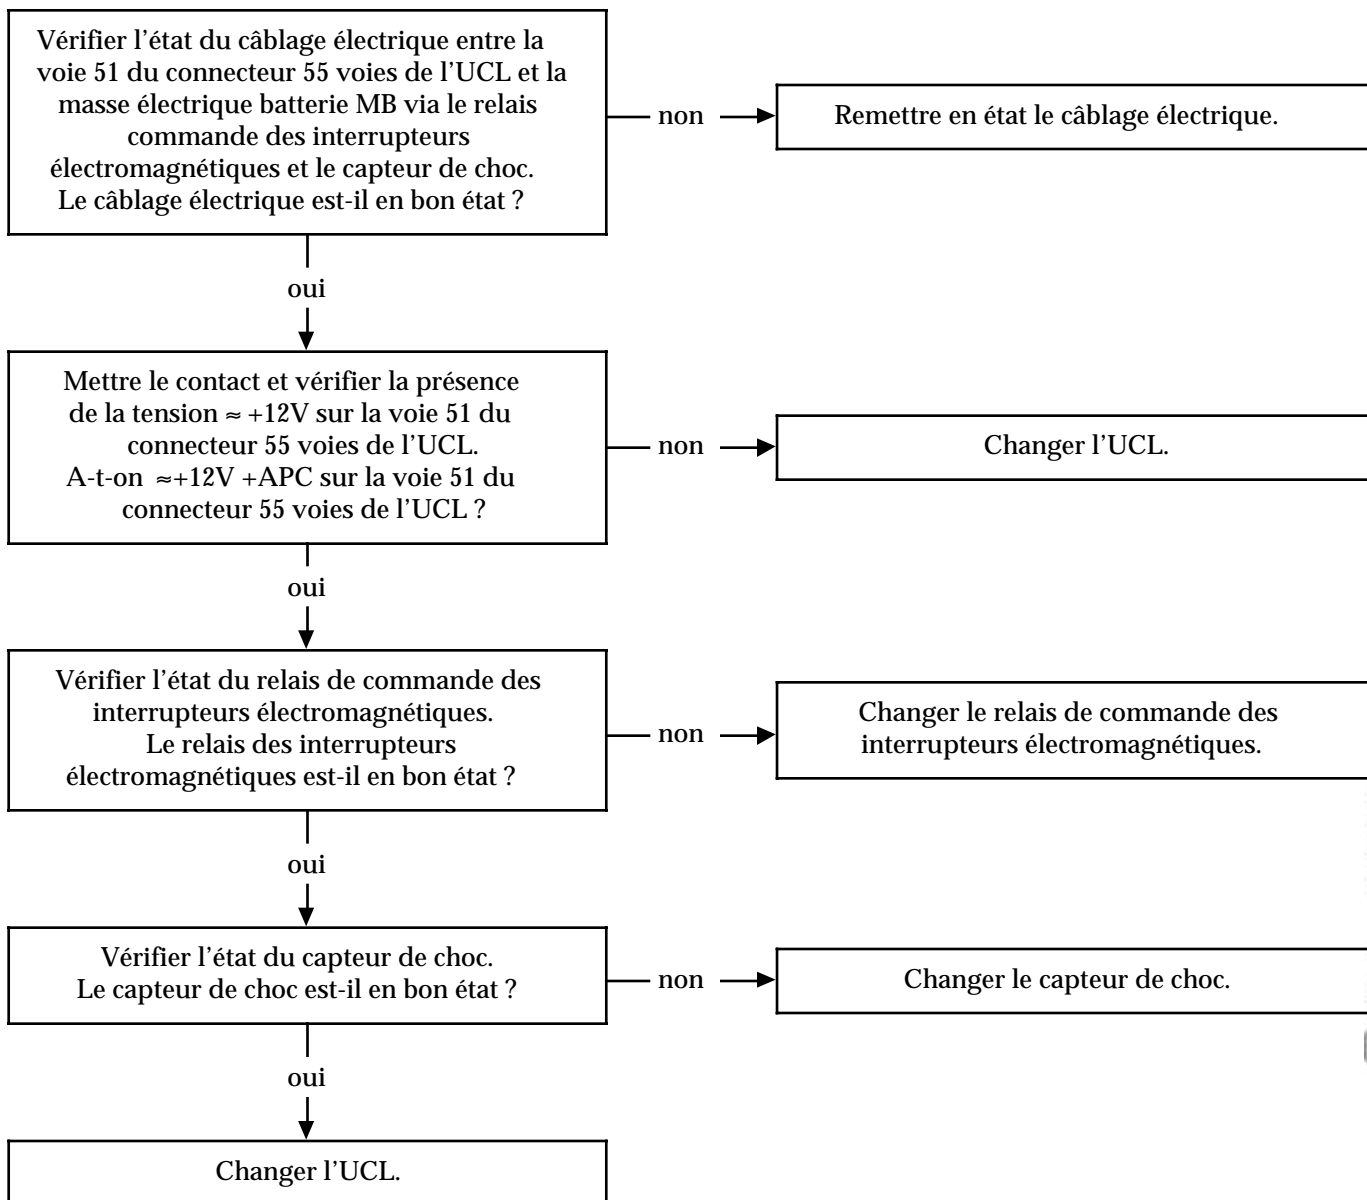 Vérifier l’état du câblage électrique entre la
voie 51 du connecteur 55 voies de l’UCL et la
masse électrique batterie MB via le relais
commande des interrupteurs
électromagnétiques et le capteur de choc.
Le câblage électrique est-il en bon état ?
non
Remettre en état le câblage électrique.
oui
Mettre le contact et vérifier la présence
de la tension ≈ +12V sur la voie 51 du
connecteur 55 voies de l’UCL.
A-t-on ≈+12V +APC sur la voie 51 du
connecteur 55 voies de l’UCL ?
non
Changer l’UCL.
oui
Vérifier l’état du relais de commande des
interrupteurs électromagnétiques.
Le relais des interrupteurs
électromagnétiques est-il en bon état ?
non
Changer le relais de commande des
interrupteurs électromagnétiques.
oui
Vérifier l’état du capteur de choc.
Le capteur de choc est-il en bon état ?
non
Changer le capteur de choc.
oui
Changer l’UCL.